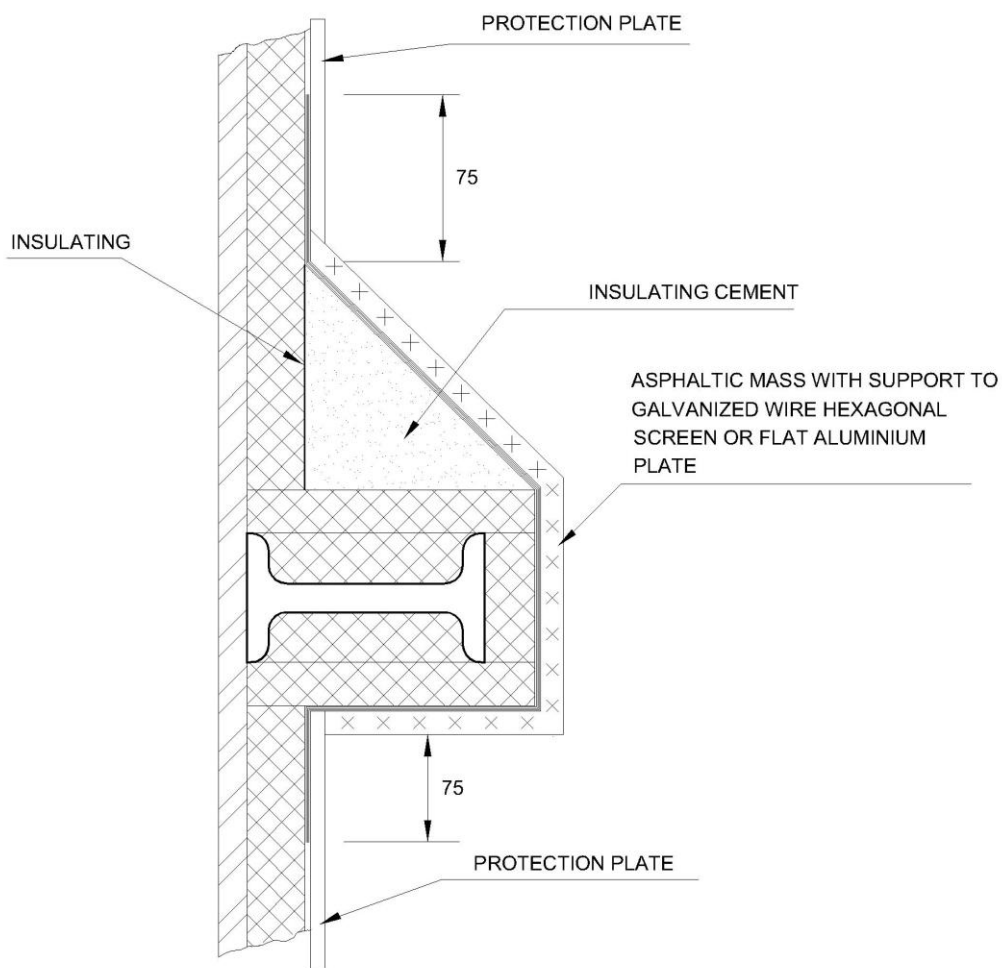 PROTECTION PLATE
75
INSULATING
INSULATING CEMENT
ASPHALTIC MASS WITH SUPPORT TO
GALVANIZED WIRE HEXAGONAL
SCREEN OR FLAT ALUMINIUM
PLATE
75
PROTECTION PLATE